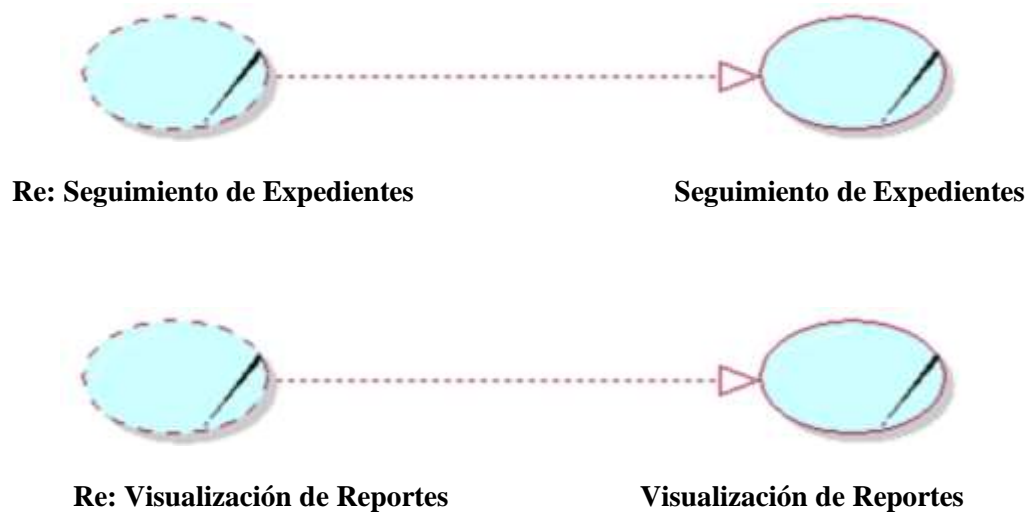 Re: Seguimiento de Expedientes
Seguimiento de Expedientes
Re: Visualización de Reportes
Visualización de Reportes